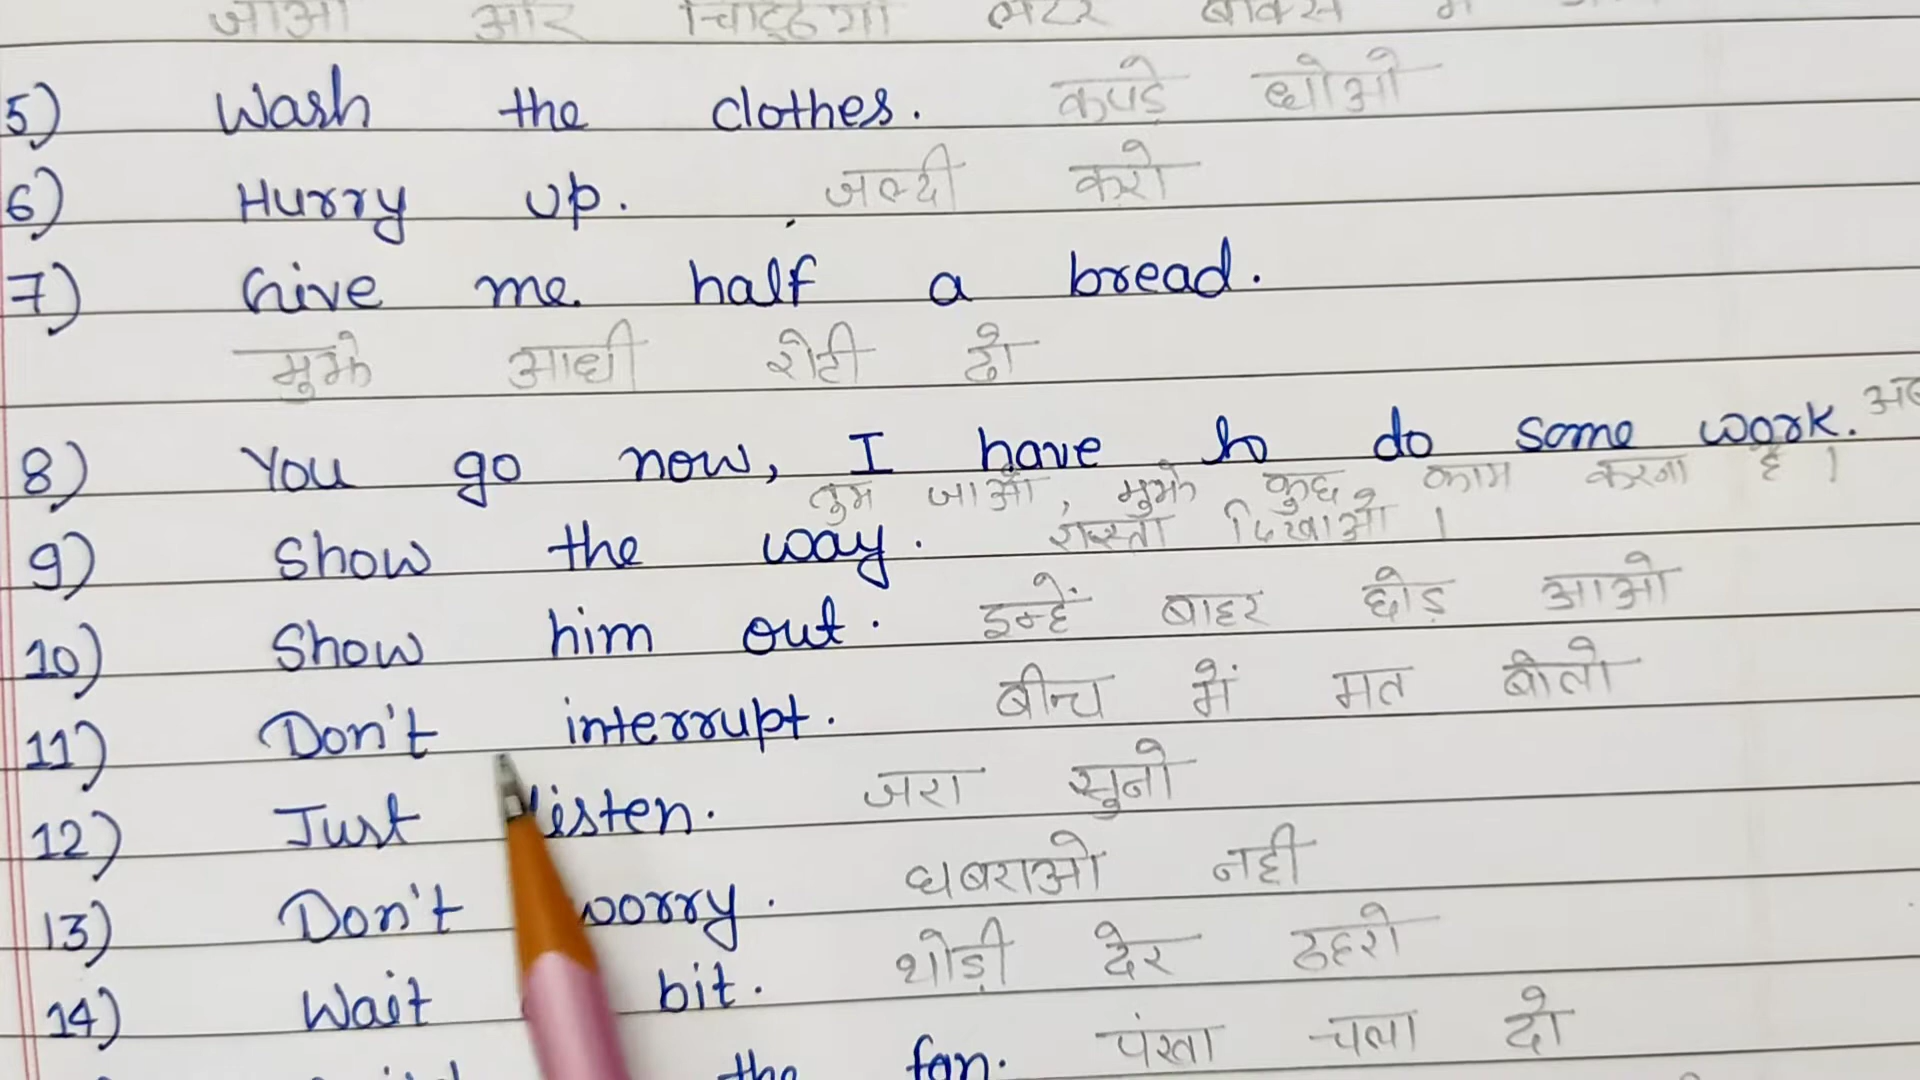 जाओ और चिट्ठियां लेटर बॉक्स में
5) Wash the clothes. कपड़े धोओ
6) Hurry up. जल्दी करो
7) Give me half a bread.
मुझे आधी रोटी दो
8) You go now, I have to do some work. अब
तुम जाओ, मुझे कुछ काम करना है।
9) Show the way. रास्ता दिखाओ।
10) Show him out. इन्हें बाहर छोड़ आओ
11) Don't interrupt. बीच में मत बोलो
12) Just listen. जरा सुनो
13) Don't worry. घबराओ नही
14) Wait bit. थोड़ी देर ठहरो
the fan. पंखा चला दो